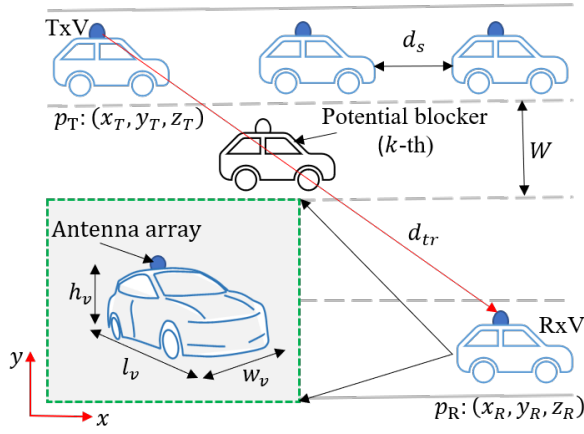 TxV
d_s
p_T: (x_T, y_T, z_T)
Potential blocker
(k-th)
W
Antenna array
d_tr
h_v
l_v
w_v
RxV
y
x
p_R: (x_R, y_R, z_R)